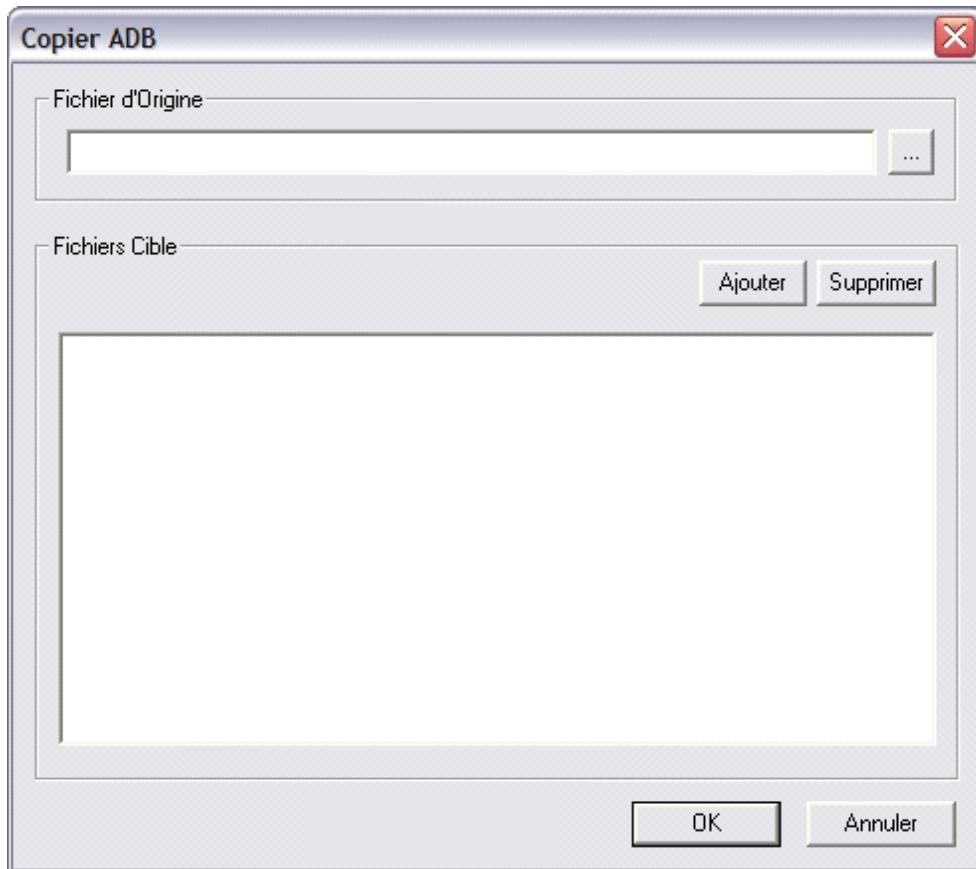 Copier ADB
Fichier d'Origine
...
Fichiers Cible
Ajouter Supprimer
OK Annuler